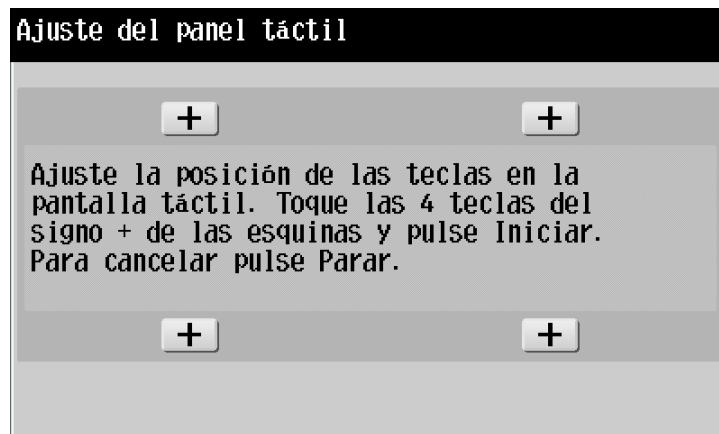 Ajuste del panel táctil
+ +
Ajuste la posición de las teclas en la
pantalla táctil. Toque las 4 teclas del
signo + de las esquinas y pulse Iniciar.
Para cancelar pulse Parar.
+ +